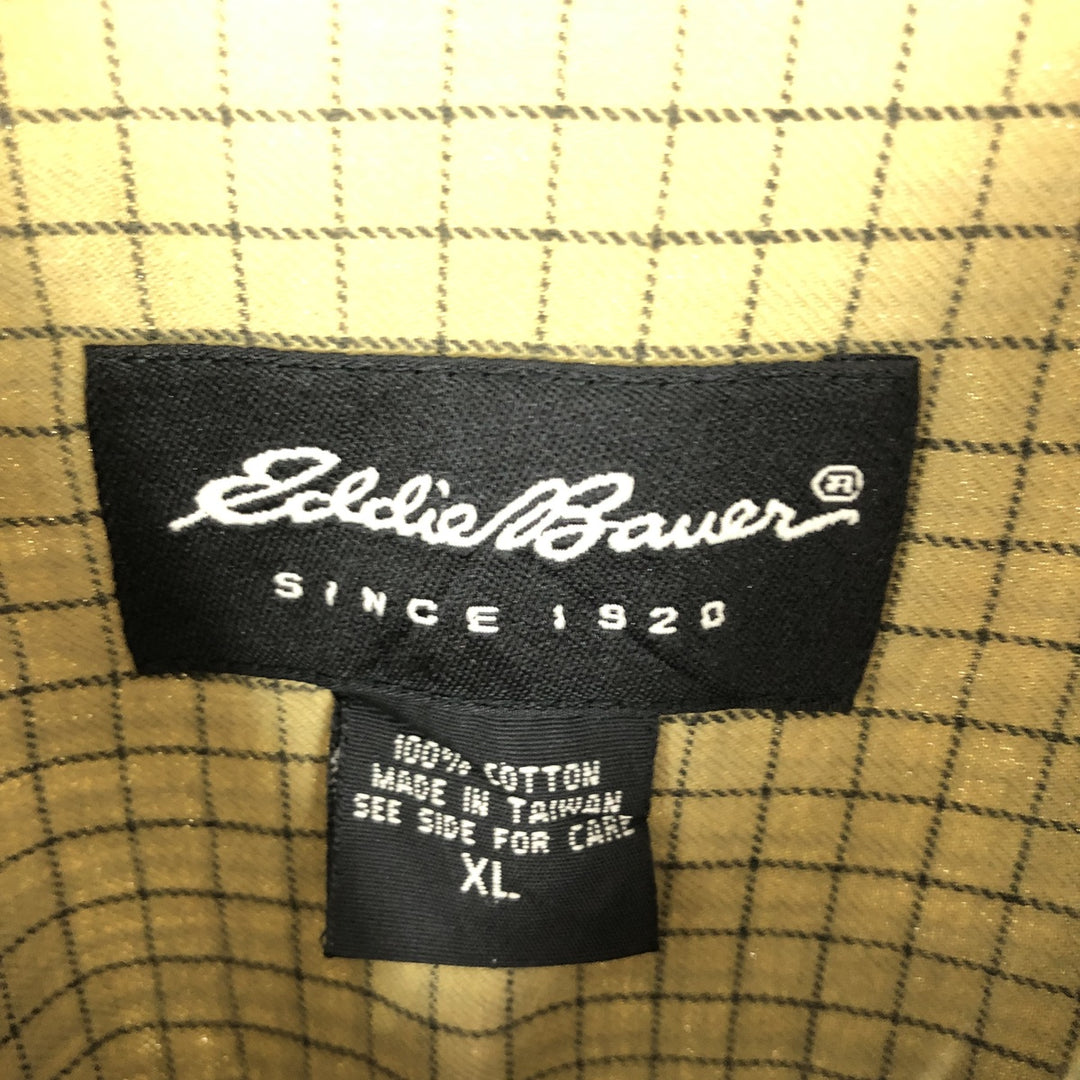 Eddie Bauer ®
SINCE 1920
100% COTTON
MADE IN TAIWAN
SEE SIDE FOR CARE
XL